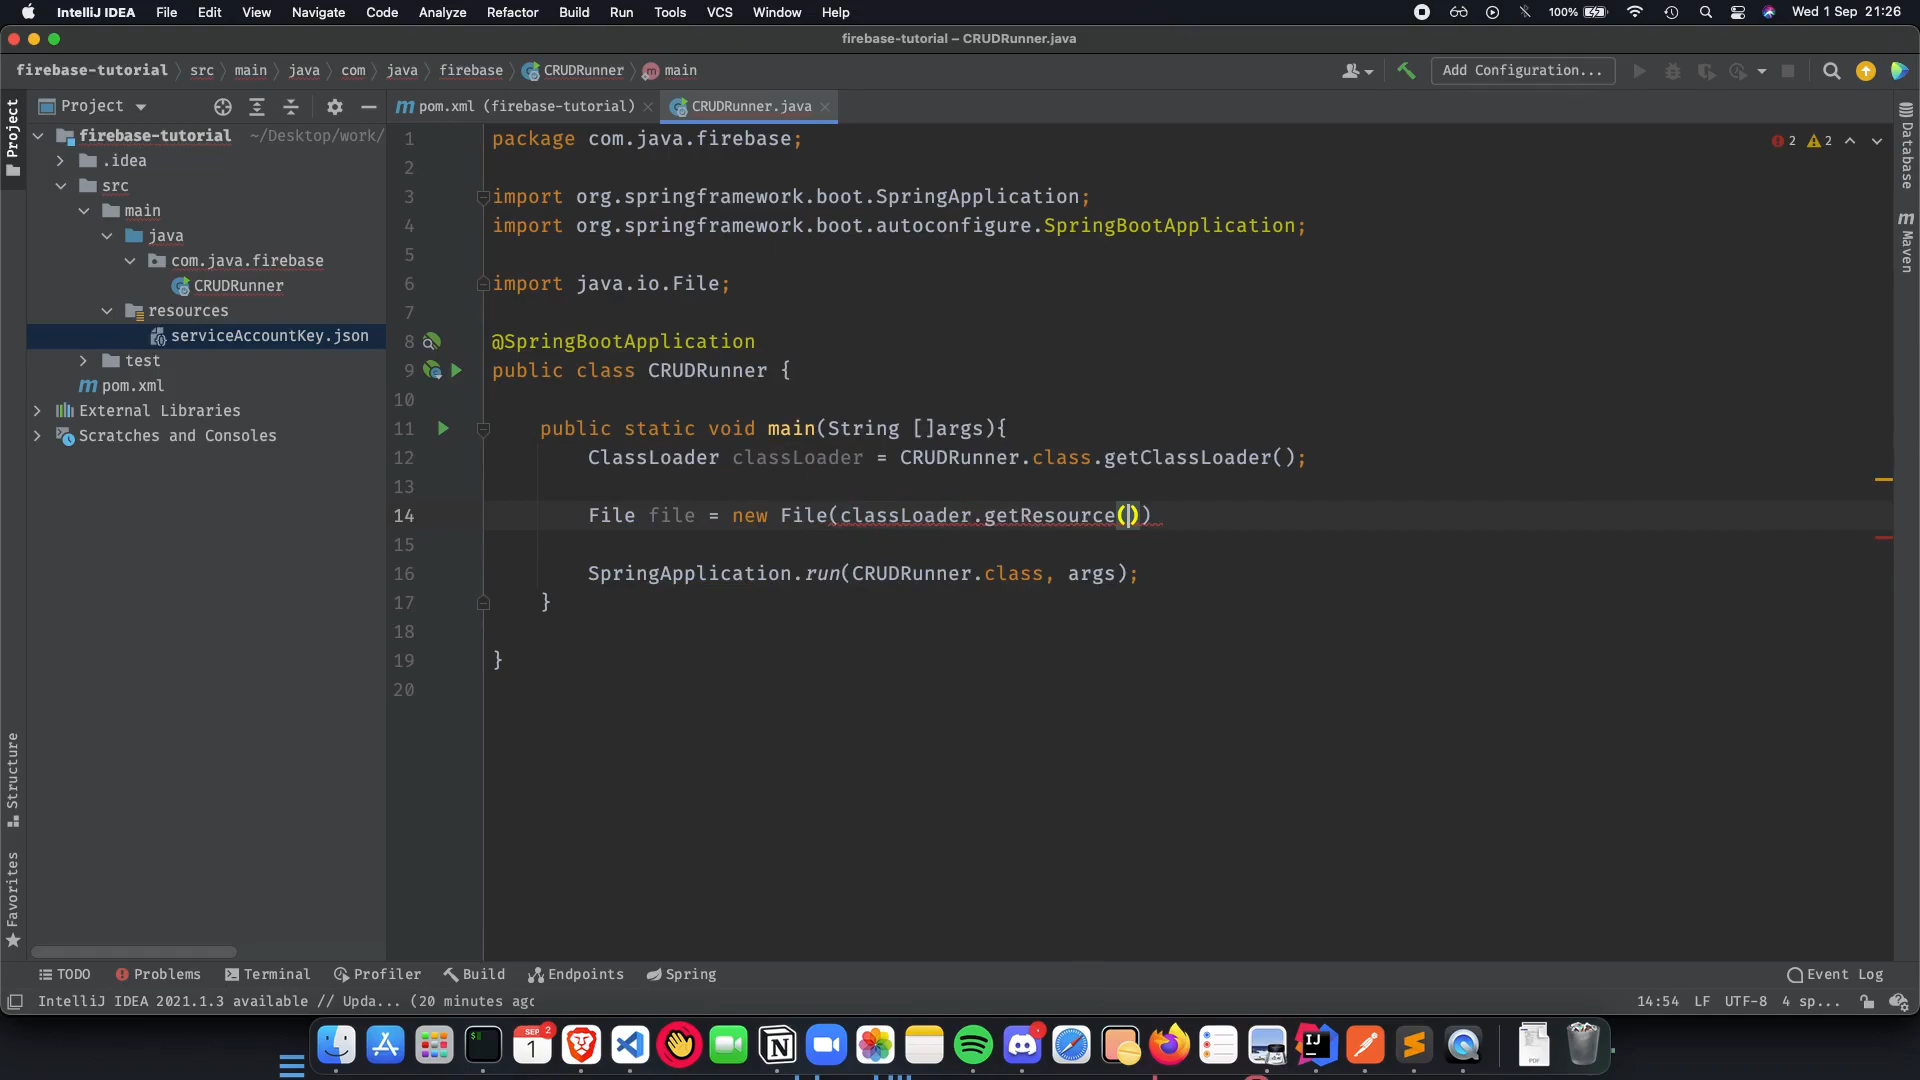 IntelliJ IDEA File Edit View Navigate Code Analyze Refactor Build Run Tools VCS Window Help 100% Wed 1 Sep 21:26
firebase-tutorial – CRUDRunner.java
firebase-tutorial src main java com java firebase CRUDRunner m main Add Configuration...
Project
Project
pom.xml (firebase-tutorial)
CRUDRunner.java
firebase-tutorial ~/Desktop/work/
.idea
src
main
java
com.java.firebase
CRUDRunner
resources
serviceAccountKey.json
test
m pom.xml
External Libraries
Scratches and Consoles
1 package com.java.firebase;
2
3 import org.springframework.boot.SpringApplication;
4 import org.springframework.boot.autoconfigure.SpringBootApplication;
5
6 import java.io.File;
7
8 @SpringBootApplication
9 public class CRUDRunner {
10
11 public static void main(String []args){
12 ClassLoader classLoader = CRUDRunner.class.getClassLoader();
13
14 File file = new File(classLoader.getResource())
15
16 SpringApplication.run(CRUDRunner.class, args);
17 }
18
19 }
20
2 2
Database
m Maven
Structure
Favorites
TODO Problems Terminal Profiler Build Endpoints Spring Event Log
IntelliJ IDEA 2021.1.3 available // Upda... (20 minutes agc 14:54 LF UTF-8 4 sp...
SEP 2
1
N
IJ
PDF